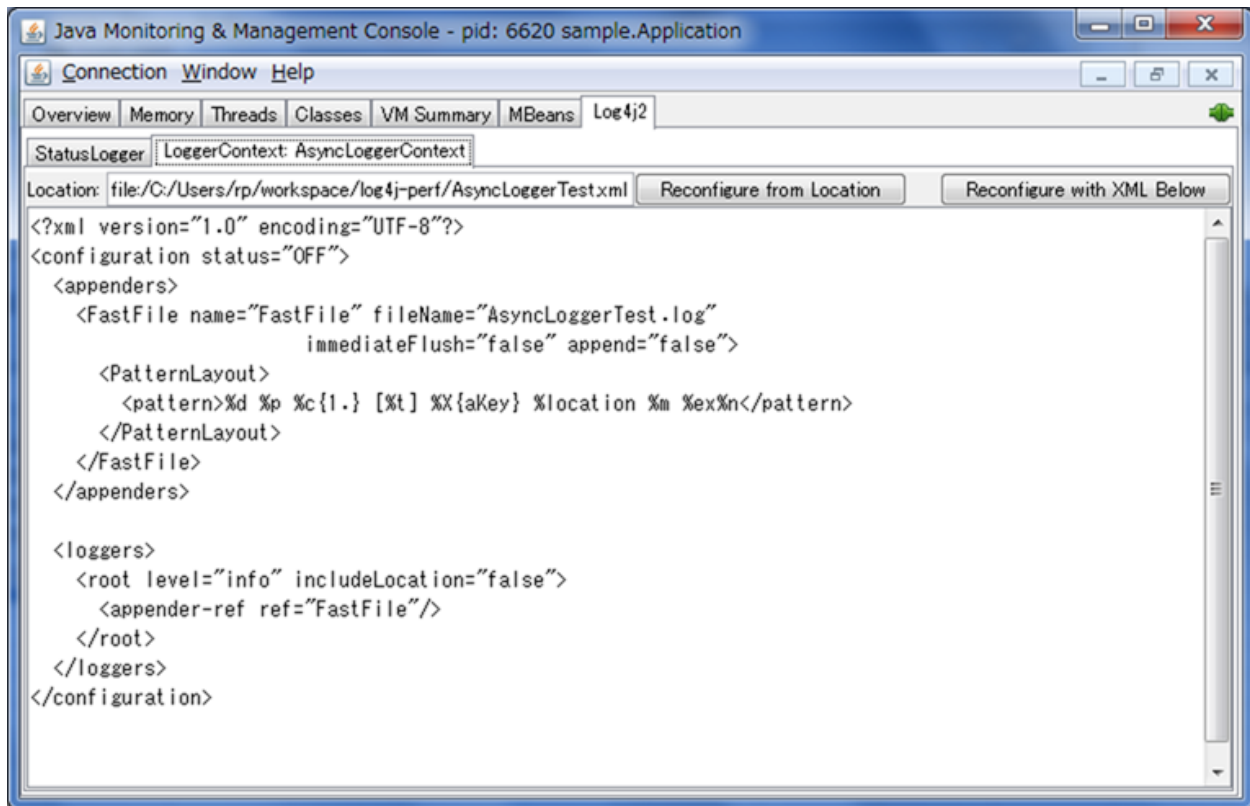 Java Monitoring & Management Console - pid: 6620 sample.Application
Connection Window Help
Overview Memory Threads Classes VM Summary MBeans Log4j2
StatusLogger LoggerContext: AsyncLoggerContext
Location: file:/C:/Users/rp/workspace/log4j-perf/AsyncLoggerTest.xml Reconfigure from Location Reconfigure with XML Below
<?xml version="1.0" encoding="UTF-8"?>
<configuration status="OFF">
  <appenders>
    <FastFile name="FastFile" fileName="AsyncLoggerTest.log"
                        immediateFlush="false" append="false">
      <PatternLayout>
        <pattern>%d %p %c{1.} [%t] %X{aKey} %location %m %ex%n</pattern>
      </PatternLayout>
    </FastFile>
  </appenders>

  <loggers>
    <root level="info" includeLocation="false">
      <appender-ref ref="FastFile"/>
    </root>
  </loggers>
</configuration>